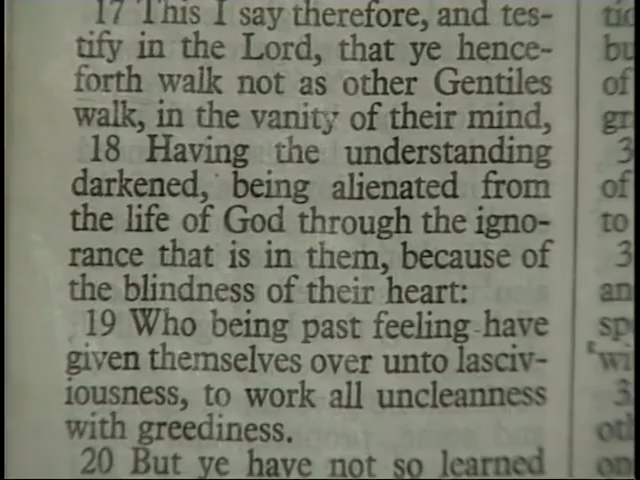 17 This I say therefore, and tes-
tify in the Lord, that ye hence-
forth walk not as other Gentiles
walk, in the vanity of their mind,
18 Having the understanding
darkened, being alienated from
the life of God through the igno-
rance that is in them, because of
the blindness of their heart:
19 Who being past feeling have
given themselves over unto lasciv-
iousness, to work all uncleanness
with greediness.
20 But ye have not so learned
of
of
to